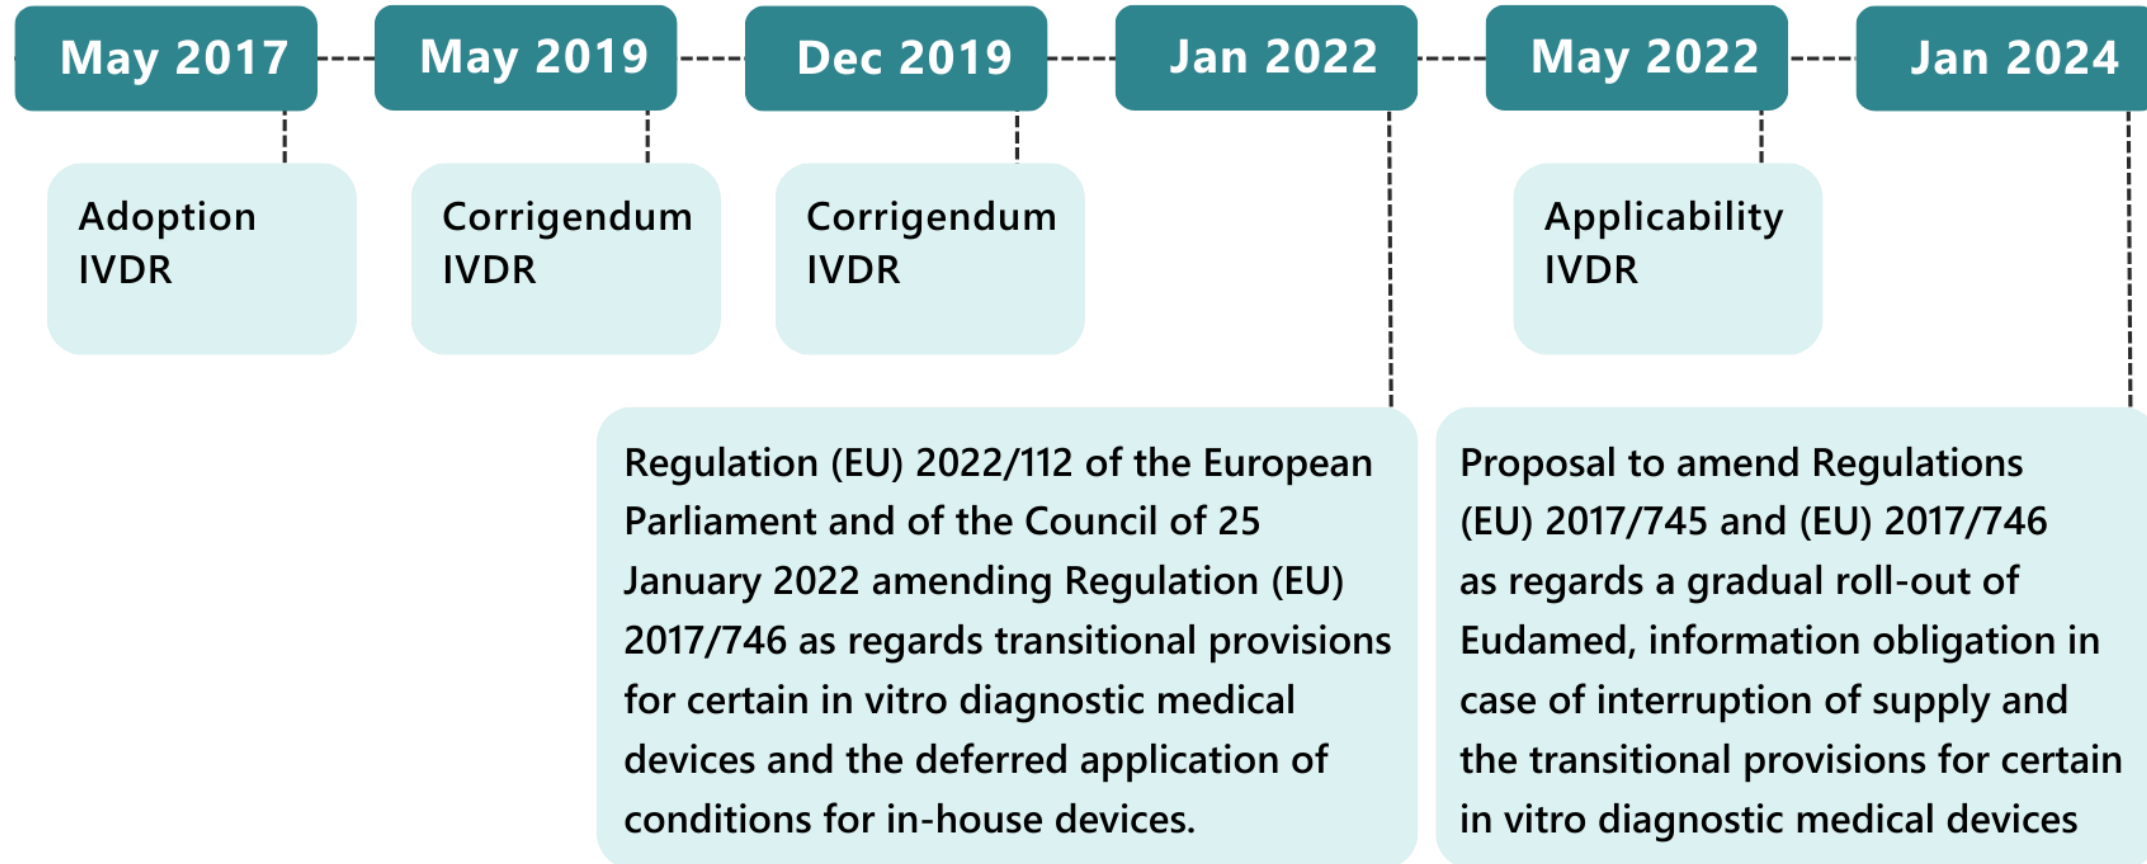 May 2017
May 2019
Dec 2019
Jan 2022
May 2022
Jan 2024
Adoption
IVDR
Corrigendum
IVDR
Corrigendum
IVDR
Applicability
IVDR
Regulation (EU) 2022/112 of the European
Parliament and of the Council of 25
January 2022 amending Regulation (EU)
2017/746 as regards transitional provisions
for certain in vitro diagnostic medical
devices and the deferred application of
conditions for in-house devices.
Proposal to amend Regulations
(EU) 2017/745 and (EU) 2017/746
as regards a gradual roll-out of
Eudamed, information obligation in
case of interruption of supply and
the transitional provisions for certain
in vitro diagnostic medical devices